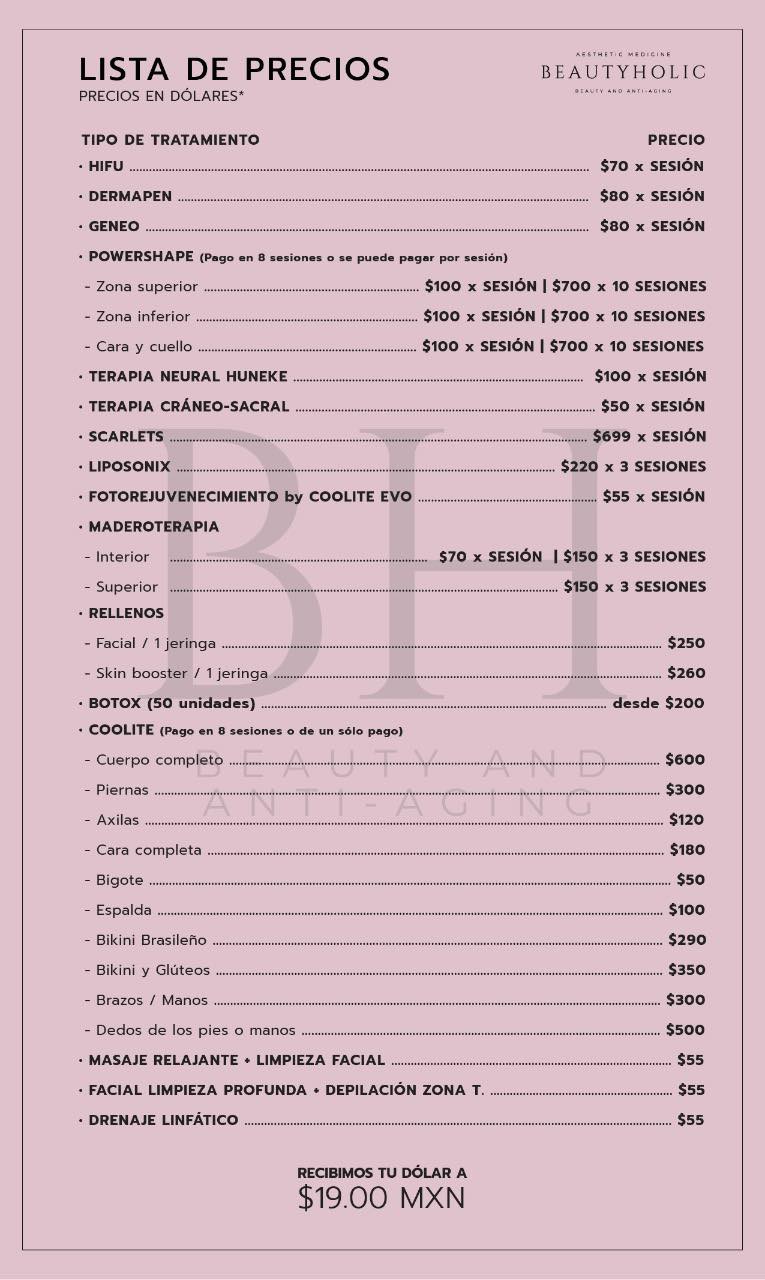 LISTA DE PRECIOS
PRECIOS EN DÓLARES*
AESTHETIC MEDICINE
BEAUTYHOLIC
BEAUTY AND ANTI-AGING
TIPO DE TRATAMIENTO PRECIO
• HIFU ........ $70 x SESIÓN
• DERMAPEN ........ $80 x SESIÓN
• GENEO ........ $80 x SESIÓN
• POWERSHAPE (Pago en 8 sesiones o se puede pagar por sesión)
- Zona superior ........ $100 x SESIÓN | $700 x 10 SESIONES
- Zona inferior ........ $100 x SESIÓN | $700 x 10 SESIONES
- Cara y cuello ........ $100 x SESIÓN | $700 x 10 SESIONES
• TERAPIA NEURAL HUNEKE ........ $100 x SESIÓN
• TERAPIA CRÁNEO-SACRAL ........ $50 x SESIÓN
• SCARLETS ........ $699 x SESIÓN
• LIPOSONIX ........ $220 x 3 SESIONES
• FOTOREJUVENECIMIENTO by COOLITE EVO ........ $55 x SESIÓN
• MADEROTERAPIA
- Interior ........ $70 x SESIÓN | $150 x 3 SESIONES
- Superior ........ $150 x 3 SESIONES
• RELLENOS
- Facial / 1 jeringa ........ $250
- Skin booster / 1 jeringa ........ $260
• BOTOX (50 unidades) ........ desde $200
• COOLITE (Pago en 8 sesiones o de un sólo pago)
- Cuerpo completo ........ $600
- Piernas ........ $300
- Axilas ........ $120
- Cara completa ........ $180
- Bigote ........ $50
- Espalda ........ $100
- Bikini Brasileño ........ $290
- Bikini y Glúteos ........ $350
- Brazos / Manos ........ $300
- Dedos de los pies o manos ........ $500
• MASAJE RELAJANTE + LIMPIEZA FACIAL ........ $55
• FACIAL LIMPIEZA PROFUNDA + DEPILACIÓN ZONA T. ........ $55
• DRENAJE LINFÁTICO ........ $55
BH
BEAUTY AND
ANTI-AGING
RECIBIMOS TU DÓLAR A
$19.00 MXN